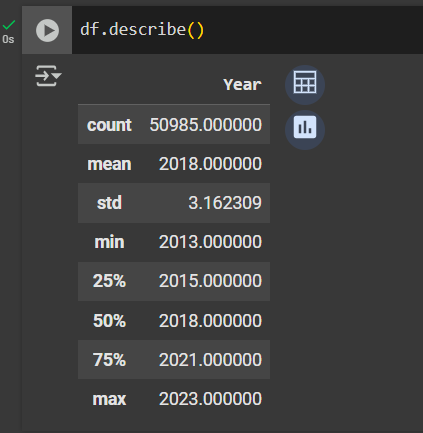 df.describe()
0s
Year
count 50985.000000
mean 2018.000000
std 3.162309
min 2013.000000
25% 2015.000000
50% 2018.000000
75% 2021.000000
max 2023.000000